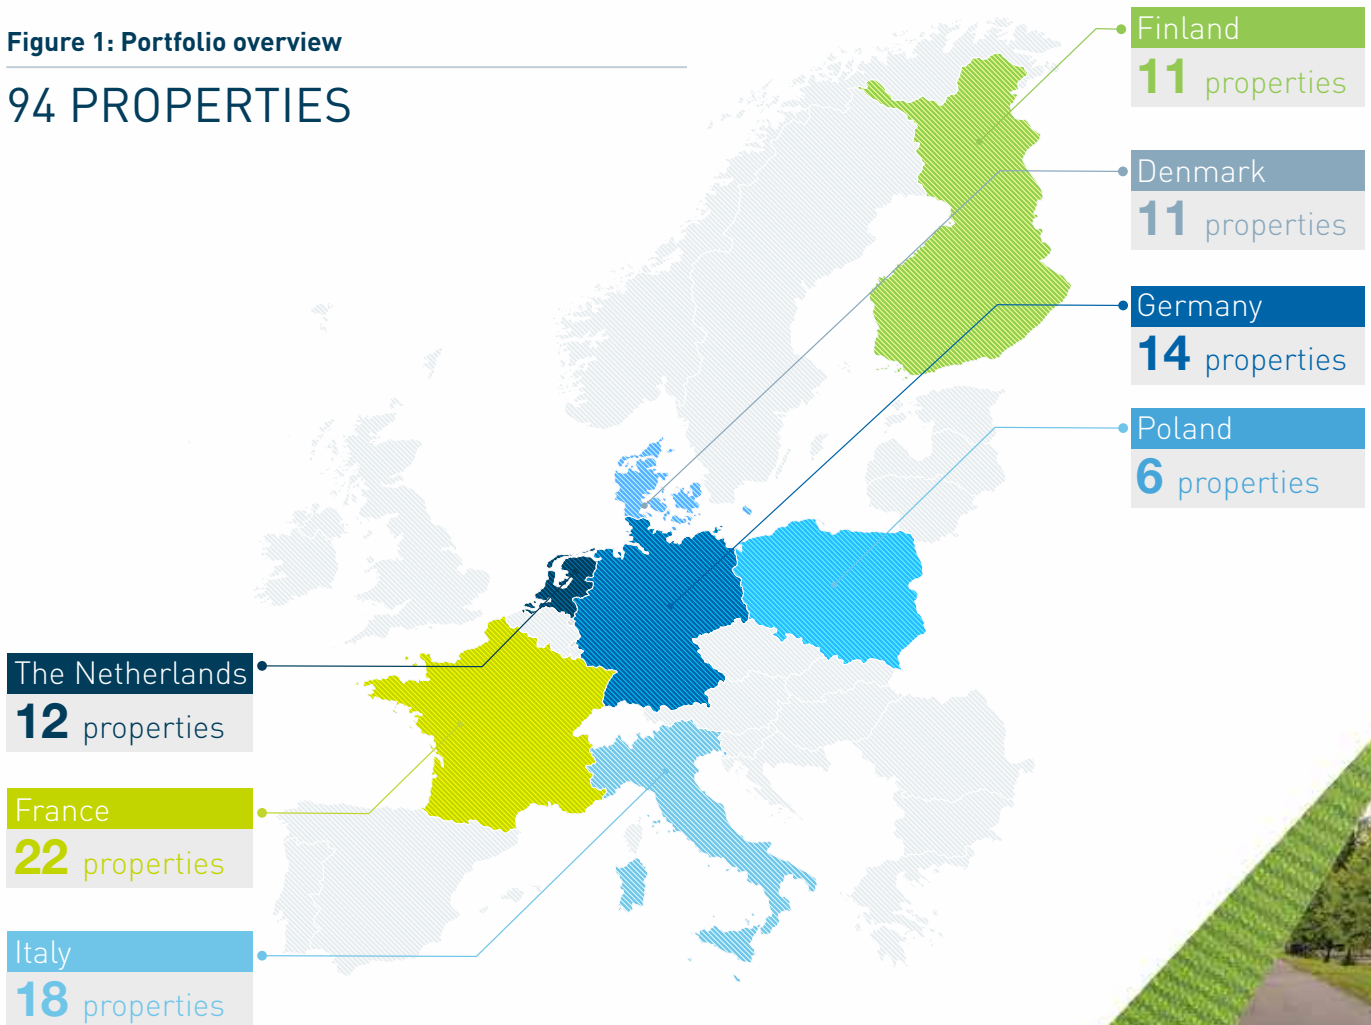 Figure 1: Portfolio overview
94 PROPERTIES
Finland
11 properties
Denmark
11 properties
Germany
14 properties
Poland
6 properties
The Netherlands
12 properties
France
22 properties
Italy
18 properties